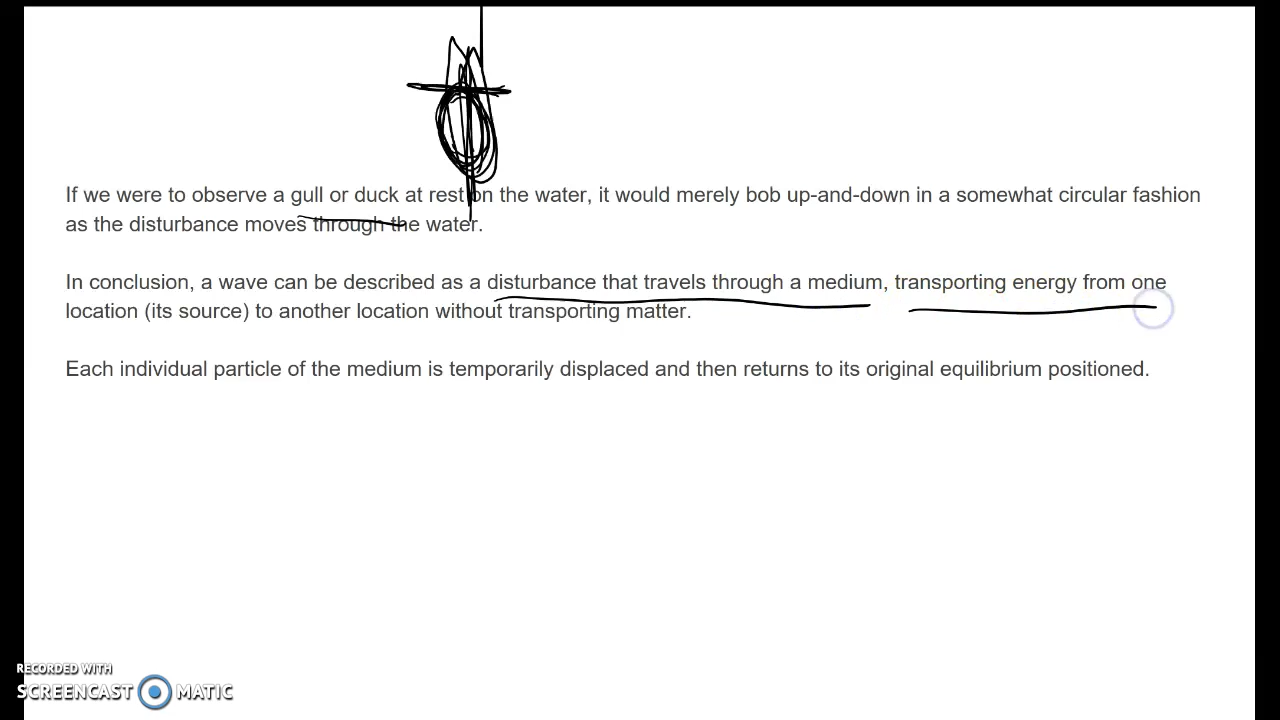 If we were to observe a gull or duck at rest on the water, it would merely bob up-and-down in a somewhat circular fashion
as the disturbance moves through the water.
In conclusion, a wave can be described as a disturbance that travels through a medium, transporting energy from one
location (its source) to another location without transporting matter.
Each individual particle of the medium is temporarily displaced and then returns to its original equilibrium positioned.
RECORDED WITH
SCREENCAST MATIC